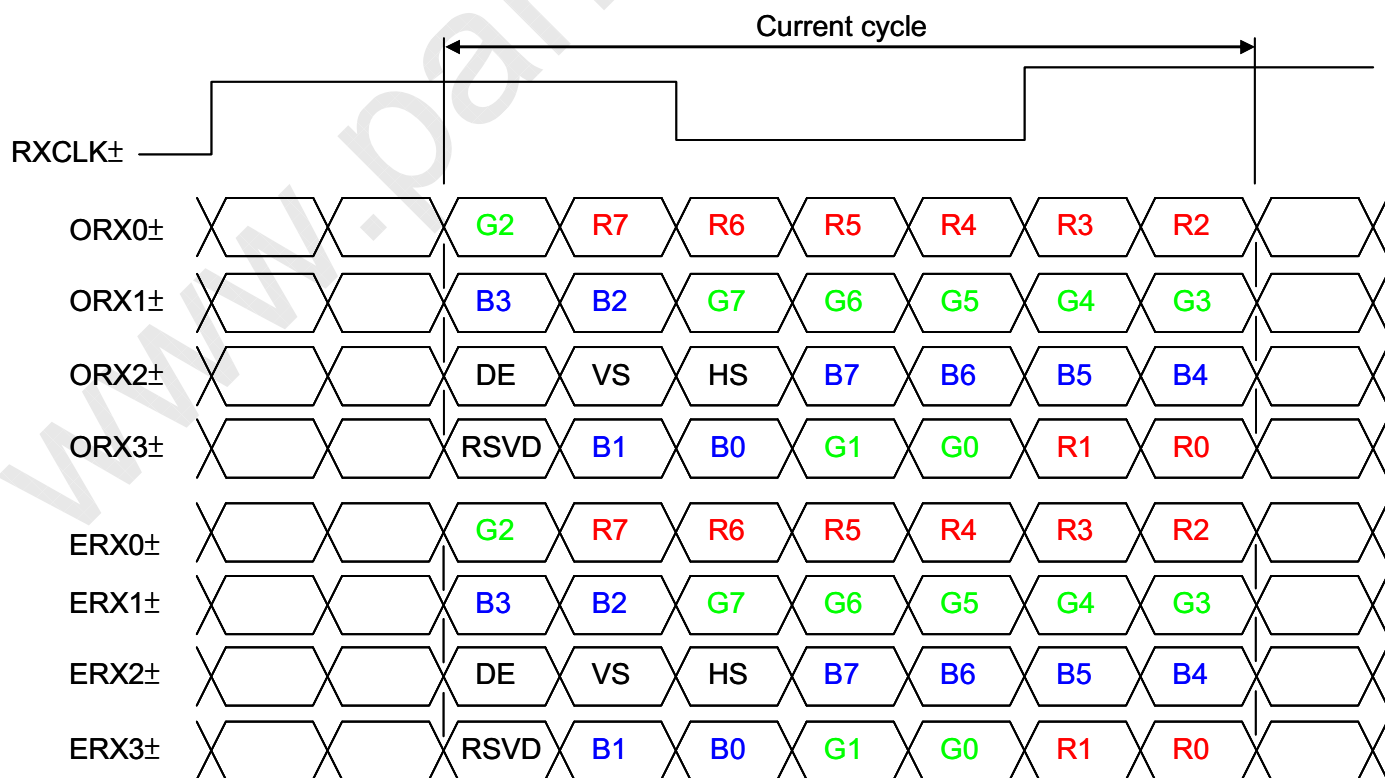 Current cycle
RXCLK±
ORX0± G2 R7 R6 R5 R4 R3 R2
ORX1± B3 B2 G7 G6 G5 G4 G3
ORX2± DE VS HS B7 B6 B5 B4
ORX3± RSVD B1 B0 G1 G0 R1 R0
ERX0± G2 R7 R6 R5 R4 R3 R2
ERX1± B3 B2 G7 G6 G5 G4 G3
ERX2± DE VS HS B7 B6 B5 B4
ERX3± RSVD B1 B0 G1 G0 R1 R0